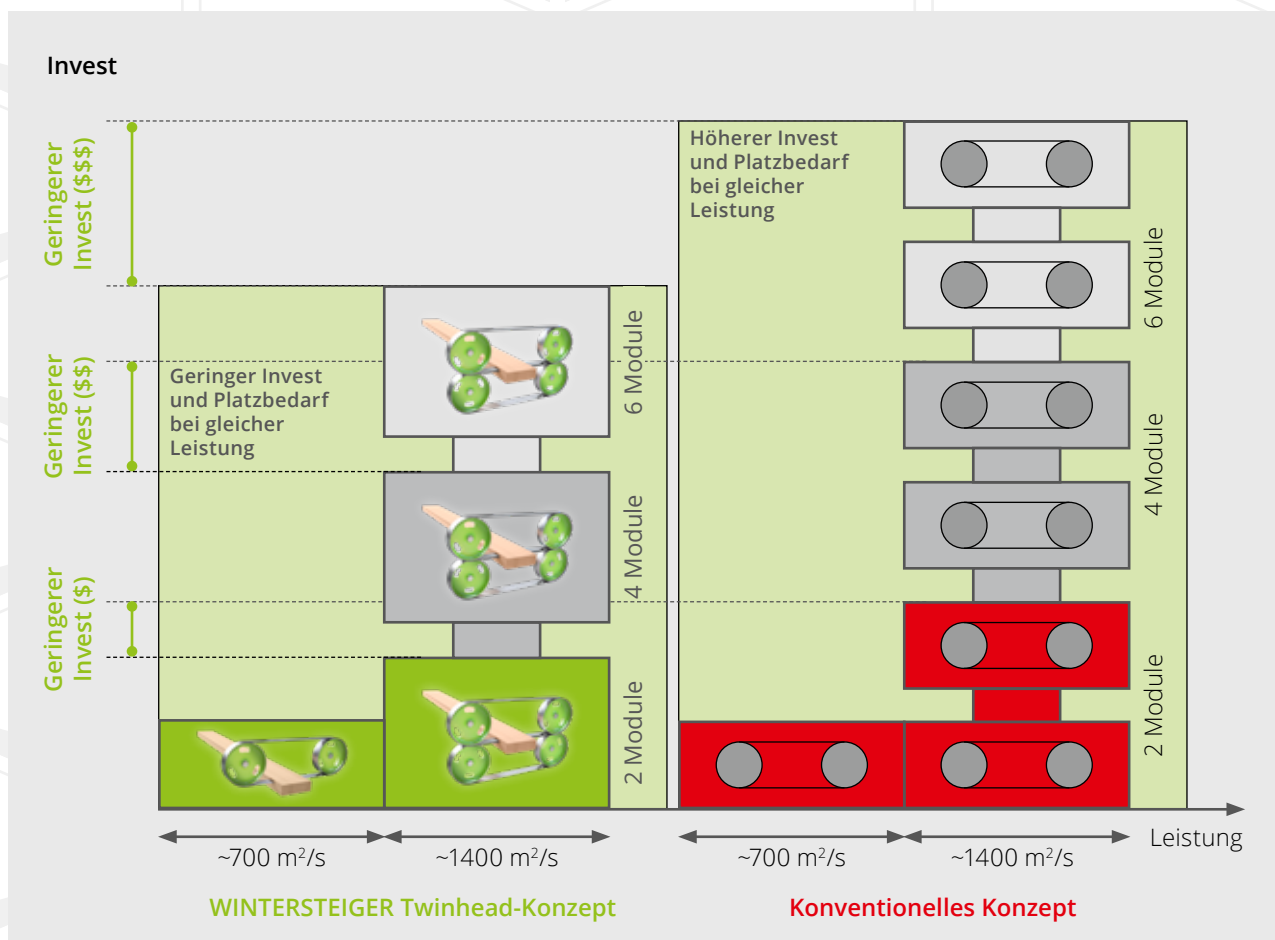 Invest
Geringerer
Invest ($$$)
Geringerer
Invest ($$)
Geringerer
Invest ($)
Geringer Invest
und Platzbedarf
bei gleicher
Leistung
6 Module
4 Module
2 Module
Höherer Invest
und Platzbedarf
bei gleicher
Leistung
6 Module
4 Module
2 Module
~700 m²/s
~1400 m²/s
~700 m²/s
~1400 m²/s
Leistung
WINTERSTEIGER Twinhead-Konzept
Konventionelles Konzept